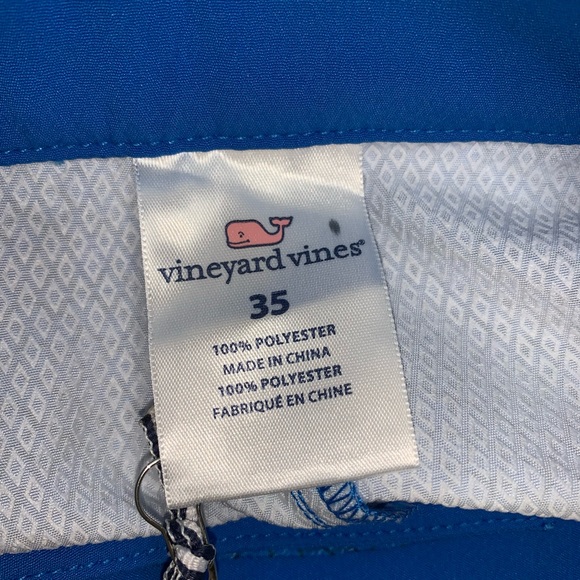 vineyard vines®
35
100% POLYESTER
MADE IN CHINA
100% POLYESTER
FABRIQUÉ EN CHINE